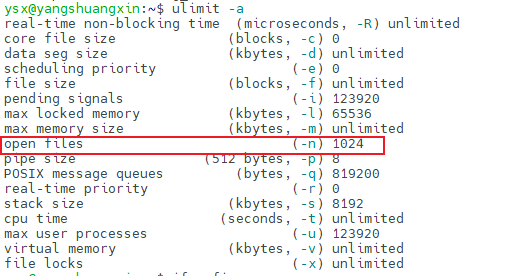 ysx@yangshuangxin:~$ ulimit -a
real-time non-blocking time  (microseconds, -R) unlimited
core file size              (blocks, -c) 0
data seg size               (kbytes, -d) unlimited
scheduling priority                 (-e) 0
file size                   (blocks, -f) unlimited
pending signals                     (-i) 123920
max locked memory           (kbytes, -l) 65536
max memory size             (kbytes, -m) unlimited
open files                          (-n) 1024
pipe size                (512 bytes, -p) 8
POSIX message queues         (bytes, -q) 819200
real-time priority                  (-r) 0
stack size                  (kbytes, -s) 8192
cpu time                   (seconds, -t) unlimited
max user processes                  (-u) 123920
virtual memory              (kbytes, -v) unlimited
file locks                          (-x) unlimited